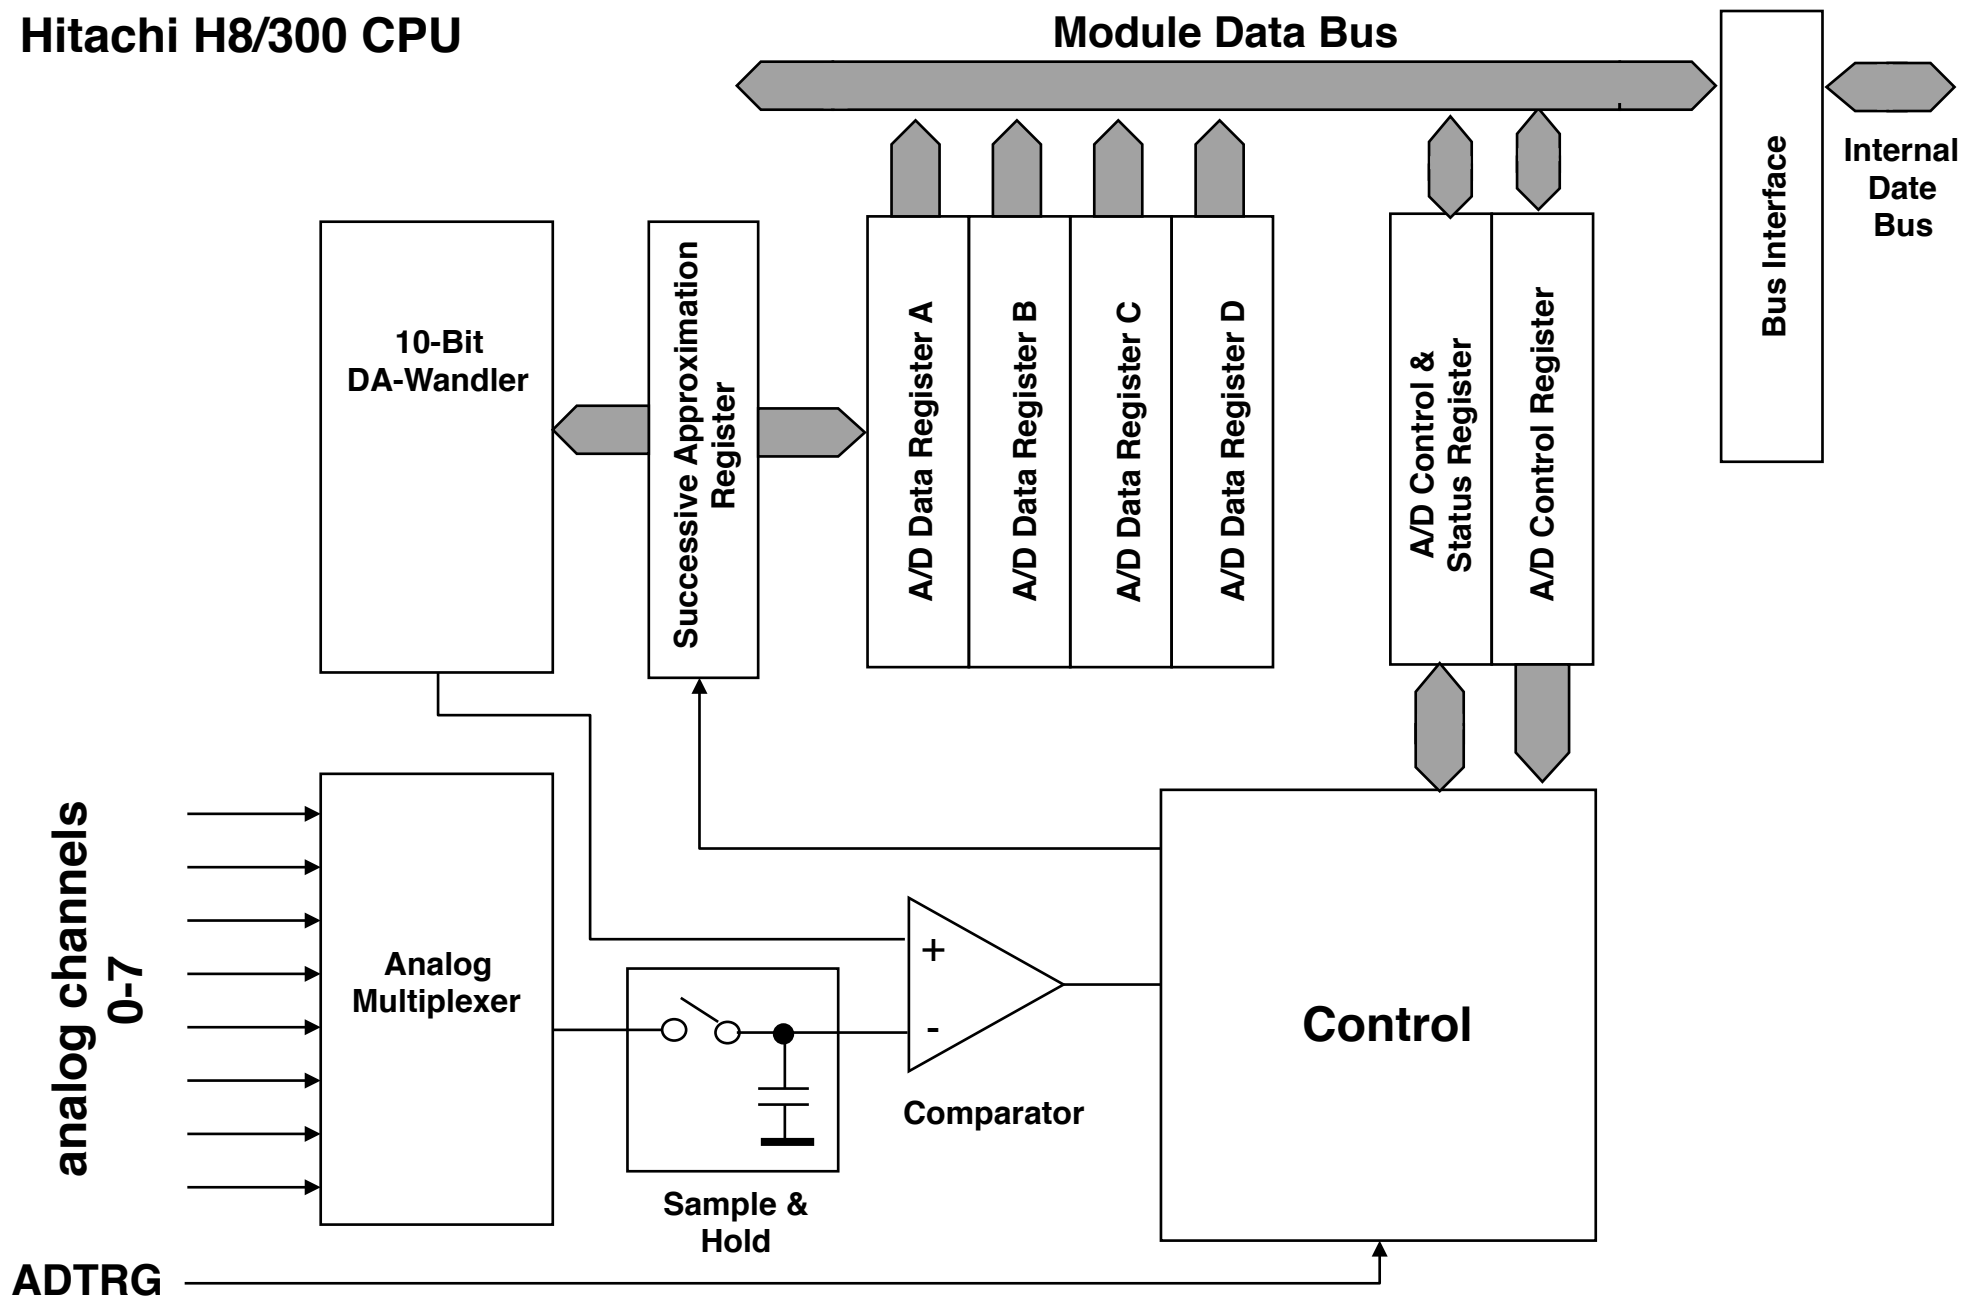 Hitachi H8/300 CPU
Module Data Bus
Bus Interface
Internal
Date
Bus
10-Bit
DA-Wandler
Successive Approximation
Register
A/D Data Register A
A/D Data Register B
A/D Data Register C
A/D Data Register D
A/D Control &
Status Register
A/D Control Register
analog channels
0-7
Analog
Multiplexer
+
-
Comparator
Control
Sample &
Hold
ADTRG